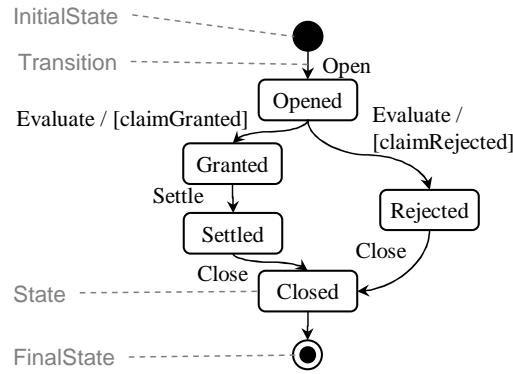 InitialState
Transition
Open
Opened
Evaluate / [claimGranted]
Evaluate /
[claimRejected]
Granted
Settle
Rejected
Settled
Close
Close
State
Closed
FinalState